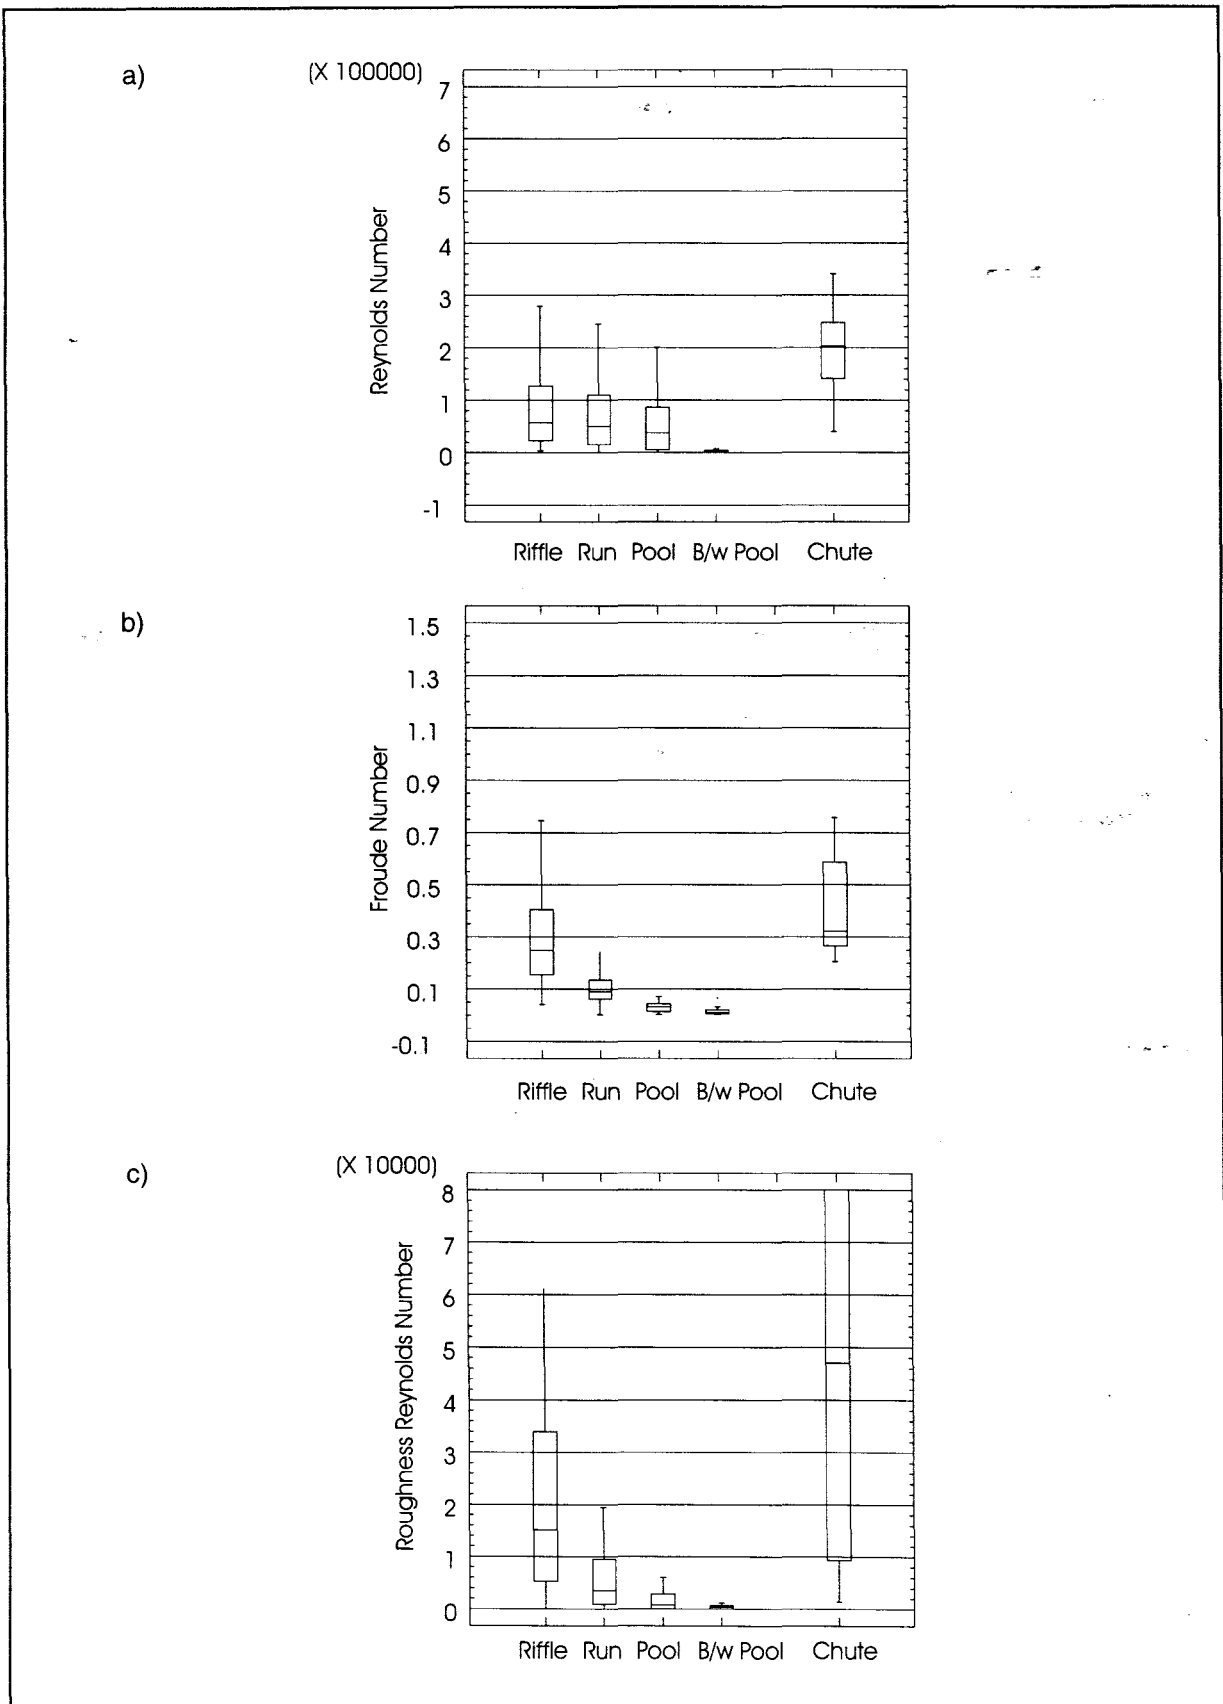 a)
(X 100000)
7
6
5
4
3
2
1
0
-1
Reynolds Number
Riffle Run Pool B/w Pool Chute
b)
1.5
1.3
1.1
0.9
0.7
0.5
0.3
0.1
-0.1
Froude Number
Riffle Run Pool B/w Pool Chute
c)
(X 10000)
8
7
6
5
4
3
2
1
0
Roughness Reynolds Number
Riffle Run Pool B/w Pool Chute